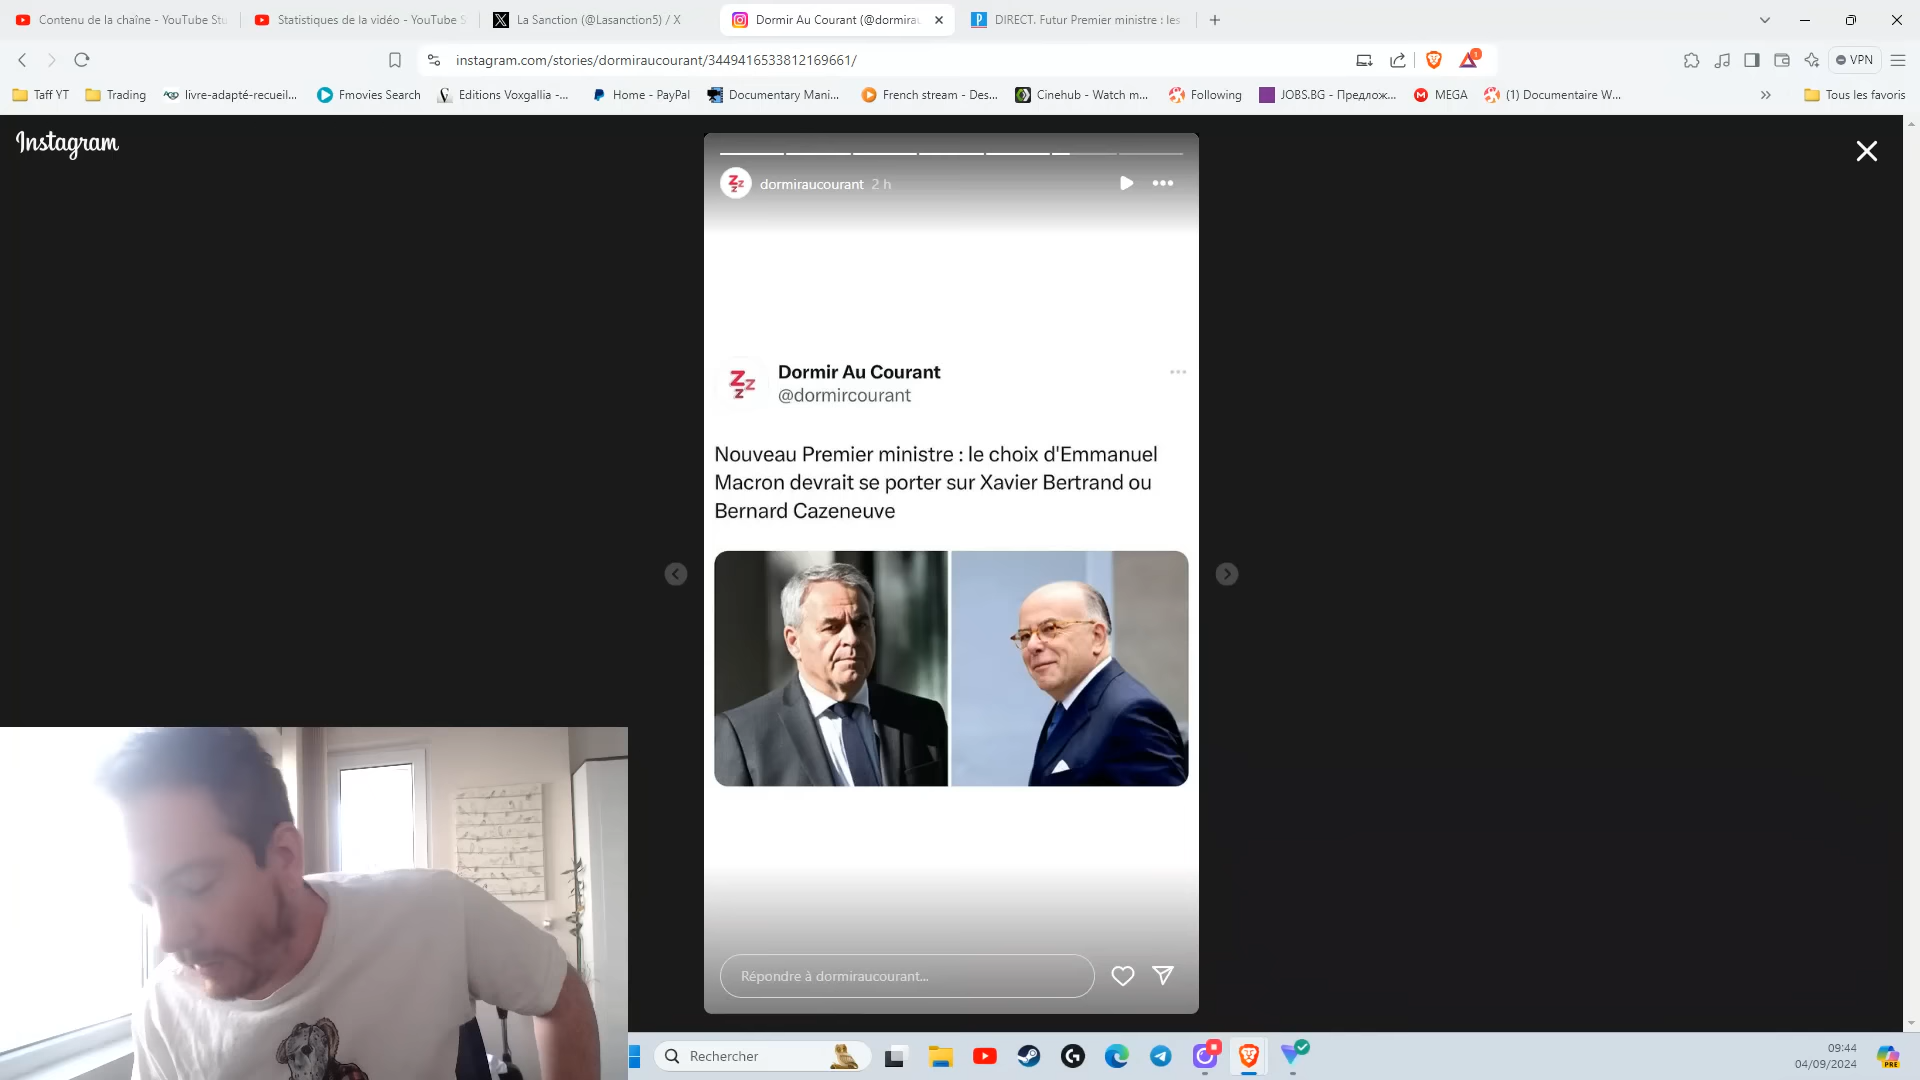 Contenu de la chaîne - YouTube Stu
Statistiques de la vidéo - YouTube S
La Sanction (@Lasanction5) / X
Dormir Au Courant (@dormirau
DIRECT. Futur Premier ministre : les
instagram.com/stories/dormiraucourant/3449416533812169661/
1
VPN
Taff YT
Trading
livre-adapté-recueil...
Fmovies Search
Editions Voxgallia -...
Home - PayPal
Documentary Mani...
French stream - Des...
Cinehub - Watch m...
Following
JOBS.BG - Предлож...
MEGA
(1) Documentaire W...
Tous les favoris
Instagram
dormiraucourant 2 h
Dormir Au Courant
@dormircourant
Nouveau Premier ministre : le choix d'Emmanuel
Macron devrait se porter sur Xavier Bertrand ou
Bernard Cazeneuve
Répondre à dormiraucourant...
Rechercher
09:44
04/09/2024
PRE